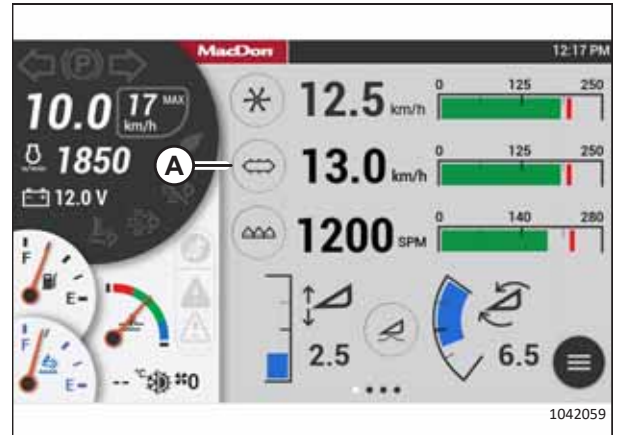 MacDon
12:17 PM
P
10.0 17 MAX km/h
1850
12.0 V
F
E
F
E
-- °C 0
A
12.5 km/h
0 125 250
13.0 km/h
0 125 250
1200 SPM
0 140 280
2.5
6.5
1042059